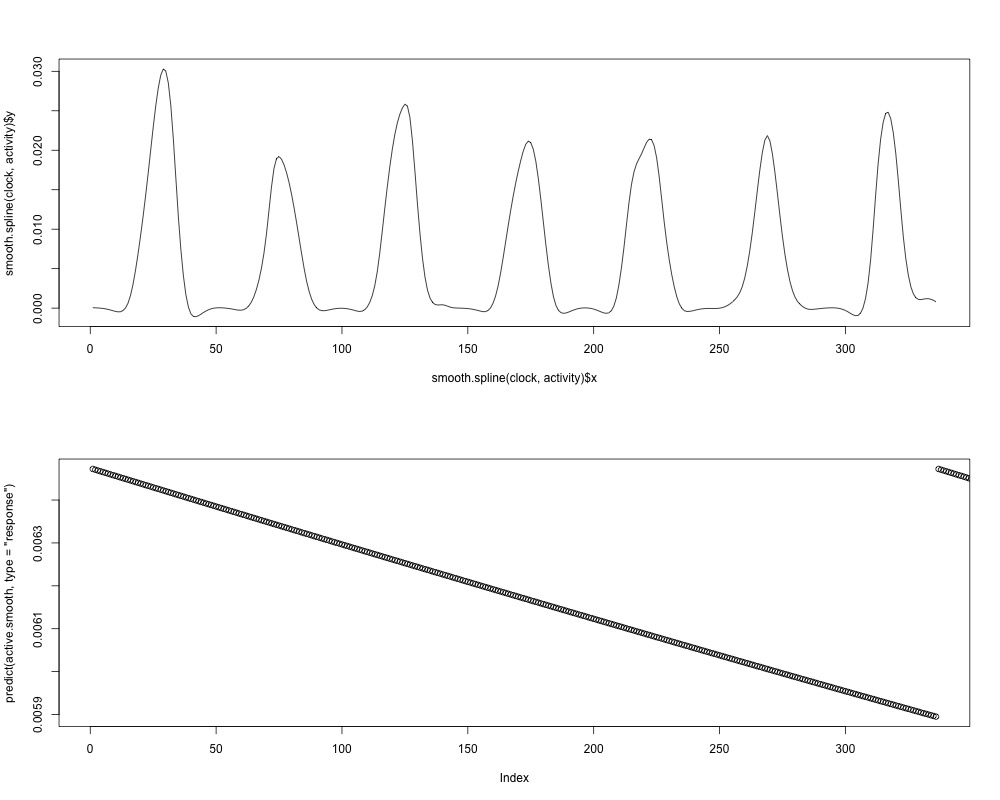 smooth.spline(clock, activity)$y
0.030
0.020
0.010
0.000
0 50 100 150 200 250 300
smooth.spline(clock, activity)$x
predict(active.smooth, type = "response")
0.0063
0.0061
0.0059
0 50 100 150 200 250 300
Index